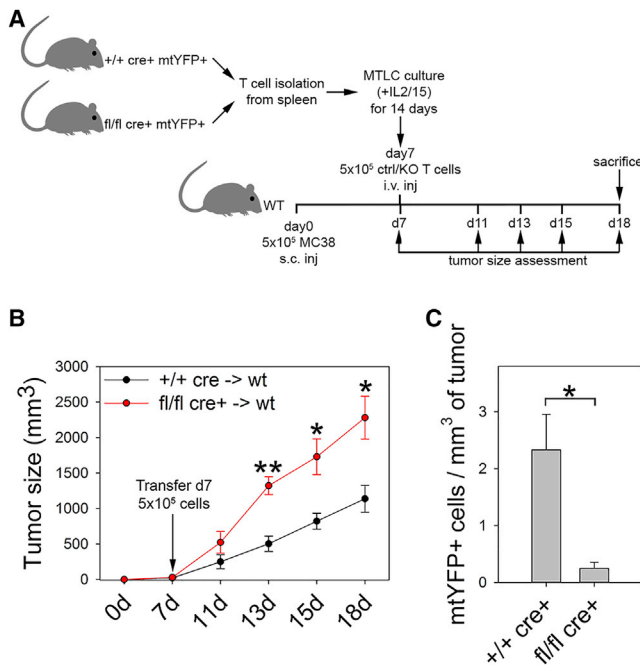 A
+/+ cre+ mtYFP+
fl/fl cre+ mtYFP+
T cell isolation
from spleen
MTLC culture
(+IL2/15)
for 14 days
day7
5x10⁵ ctrl/KO T cells
i.v. inj
sacrifice
WT
day0
5x10⁵ MC38
s.c. inj
d7
d11
d13
d15
d18
tumor size assessment
B
Tumor size (mm3)
3000
2500
2000
1500
1000
500
0
+/+ cre -> wt
fl/fl cre+ -> wt
Transfer d7
5x10⁵ cells
**
*
*
0d
7d
11d
13d
15d
18d
C
mtYFP+ cells / mm³ of tumor
3
2
1
0
*
+/+ cre+
fl/fl cre+